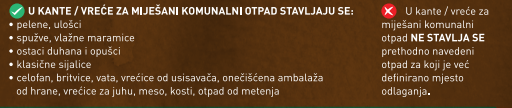 U KANTE / VREĆE ZA MIJEŠANI KOMUNALNI OTPAD STAVLJAJU SE:
• pelene, ulošci
• spužve, vlažne maramice
• ostaci duhana i opušci
• klasične sijalice
• celofan, britvice, vata, vrećice od usisavača, onečišćena ambalaža
od hrane, vrećice za juhu, meso, kosti, otpad od metenja
U kante / vreće za
miješani komunalni
otpad NE STAVLJA SE
prethodno navedeni
otpad za koji je već
definirano mjesto
odlaganja.